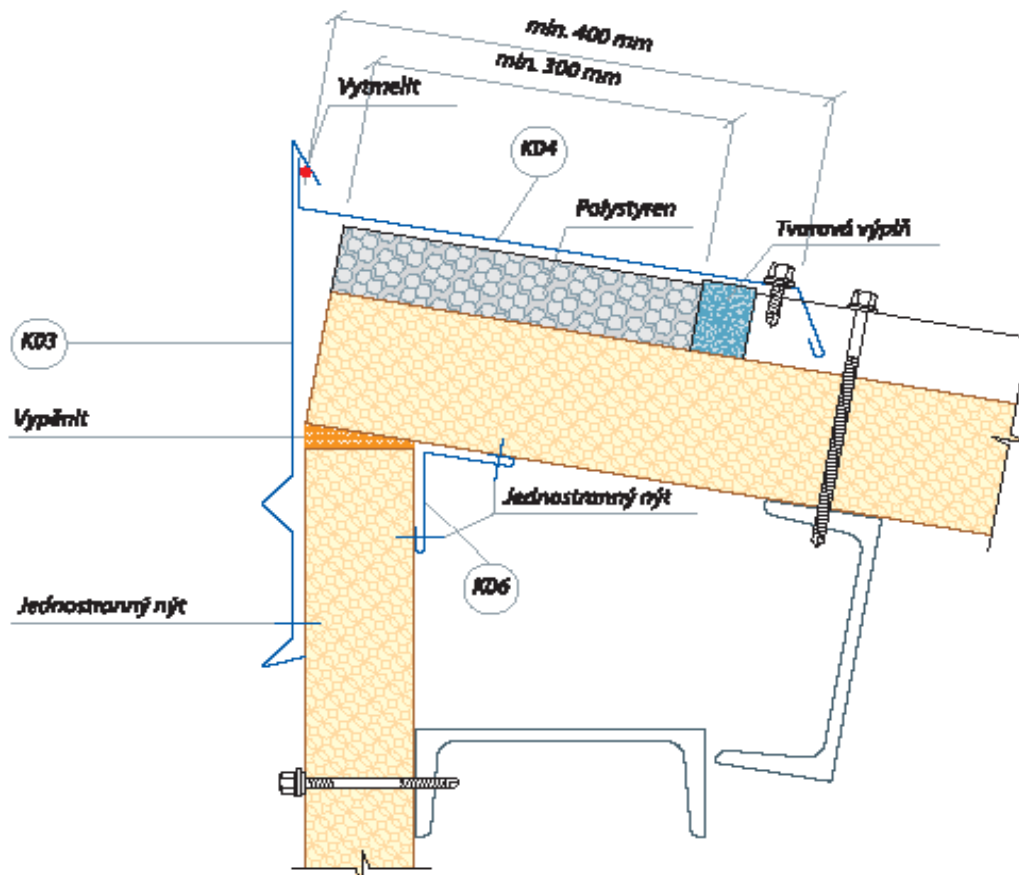 min. 400 mm
min. 300 mm
Vytmelit
KD4
Polystyren
Tvarová výplň
KD3
Vypěnit
Jednostranný nýt
KD6
Jednostranný nýt